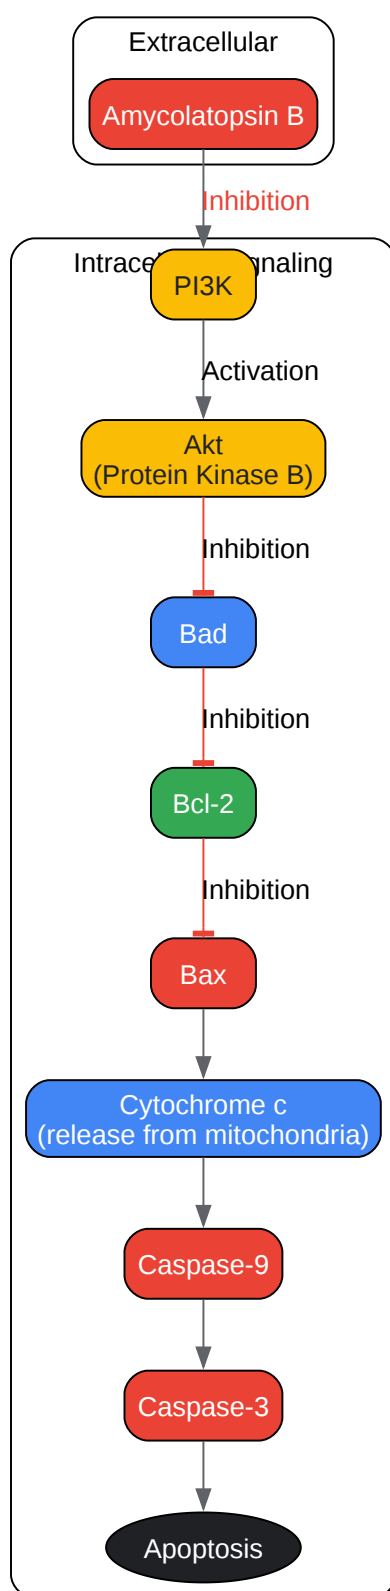 Extracellular
Amycolatopsin B
Inhibition
Intracel gnaling
PI3K
Activation
Akt
(Protein Kinase B)
Inhibition
Bad
Inhibition
Bcl-2
Inhibition
Bax
Cytochrome c
(release from mitochondria)
Caspase-9
Caspase-3
Apoptosis